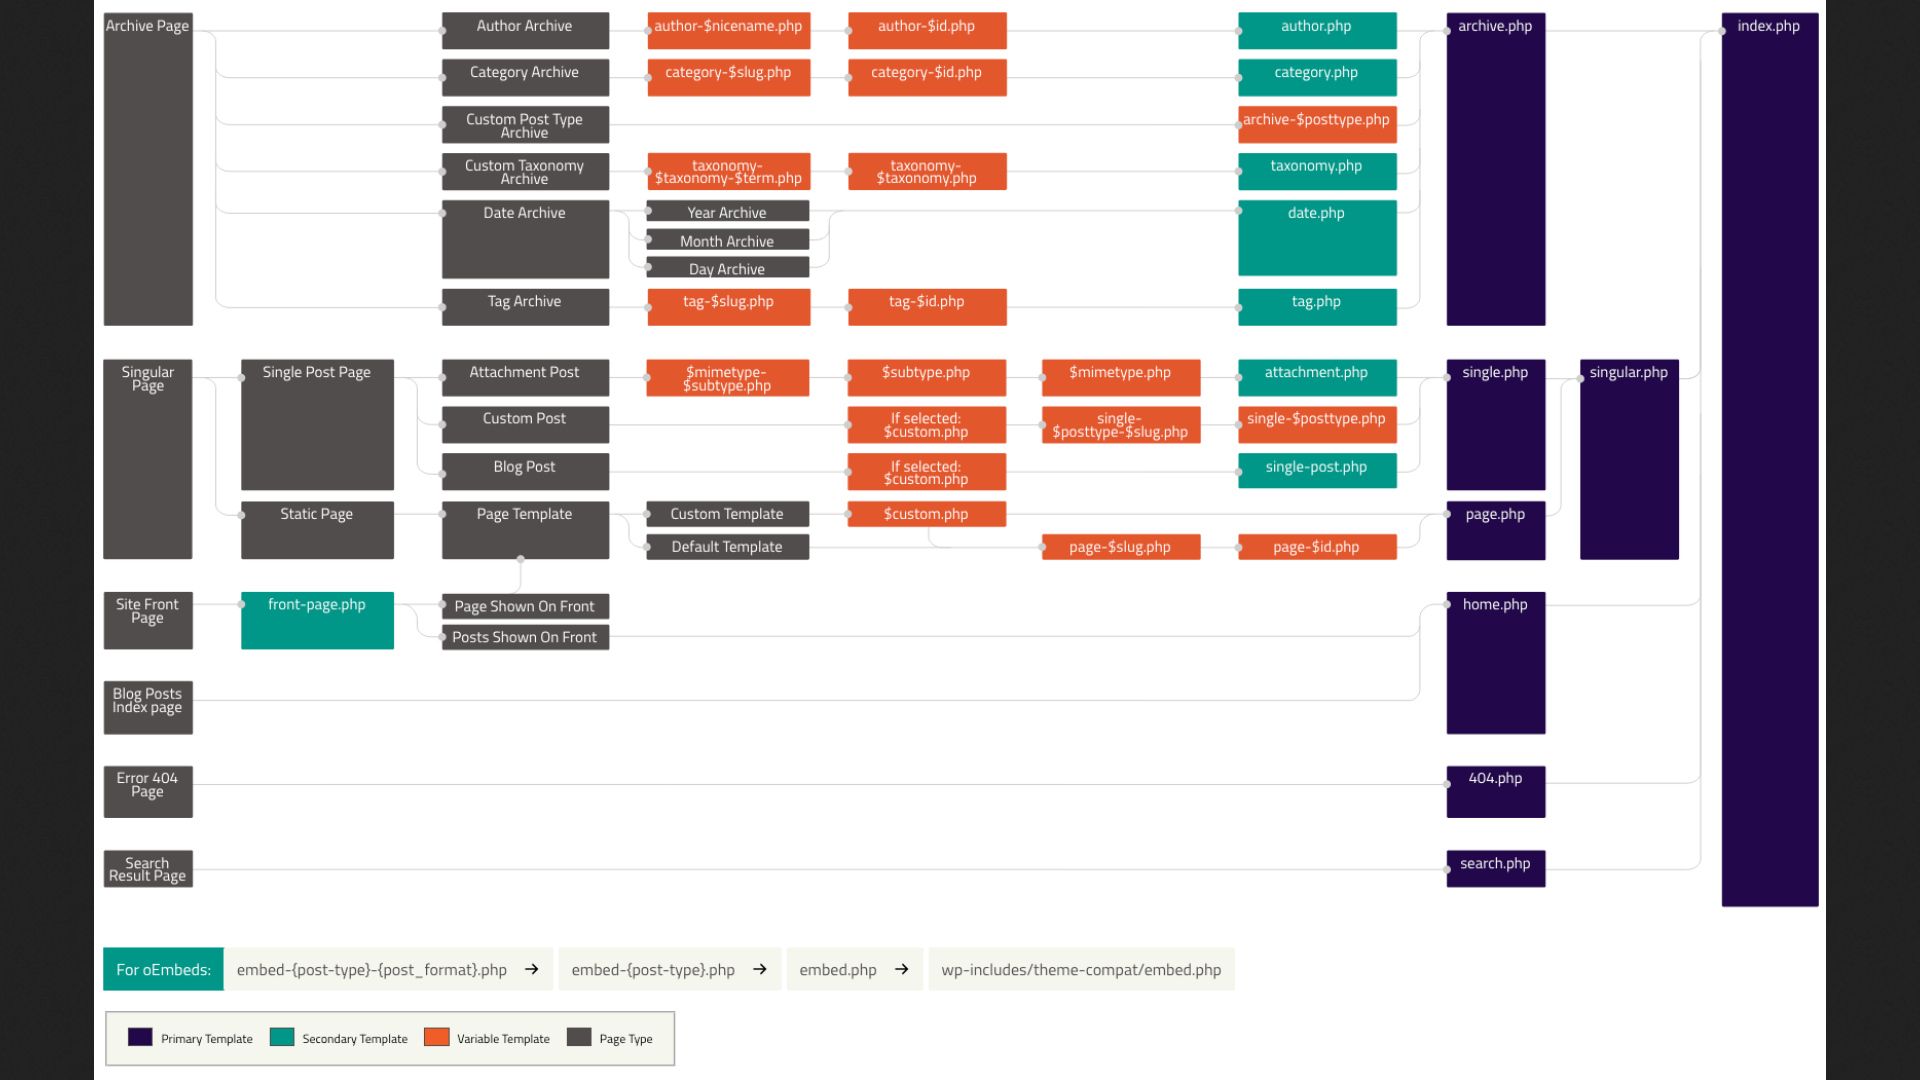 Archive Page
Author Archive
author-$nicename.php
author-$id.php
author.php
archive.php
index.php
Category Archive
category-$slug.php
category-$id.php
category.php
Custom Post Type
Archive
archive-$posttype.php
Custom Taxonomy
Archive
taxonomy-
$taxonomy-$term.php
taxonomy-
$taxonomy.php
taxonomy.php
Date Archive
Year Archive
Month Archive
Day Archive
date.php
Tag Archive
tag-$slug.php
tag-$id.php
tag.php
Singular
Page
Single Post Page
Attachment Post
$mimetype-
$subtype.php
$subtype.php
$mimetype.php
attachment.php
single.php
singular.php
Custom Post
If selected:
$custom.php
single-
$posttype-$slug.php
single-$posttype.php
Blog Post
If selected:
$custom.php
single-post.php
Static Page
Page Template
Custom Template
$custom.php
page.php
Default Template
page-$slug.php
page-$id.php
Site Front
Page
front-page.php
Page Shown On Front
Posts Shown On Front
home.php
Blog Posts
Index page
Error 404
Page
404.php
Search
Result Page
search.php
For oEmbeds:
embed-{post-type}-{post_format}.php →
embed-{post-type}.php →
embed.php →
wp-includes/theme-compat/embed.php
Primary Template
Secondary Template
Variable Template
Page Type